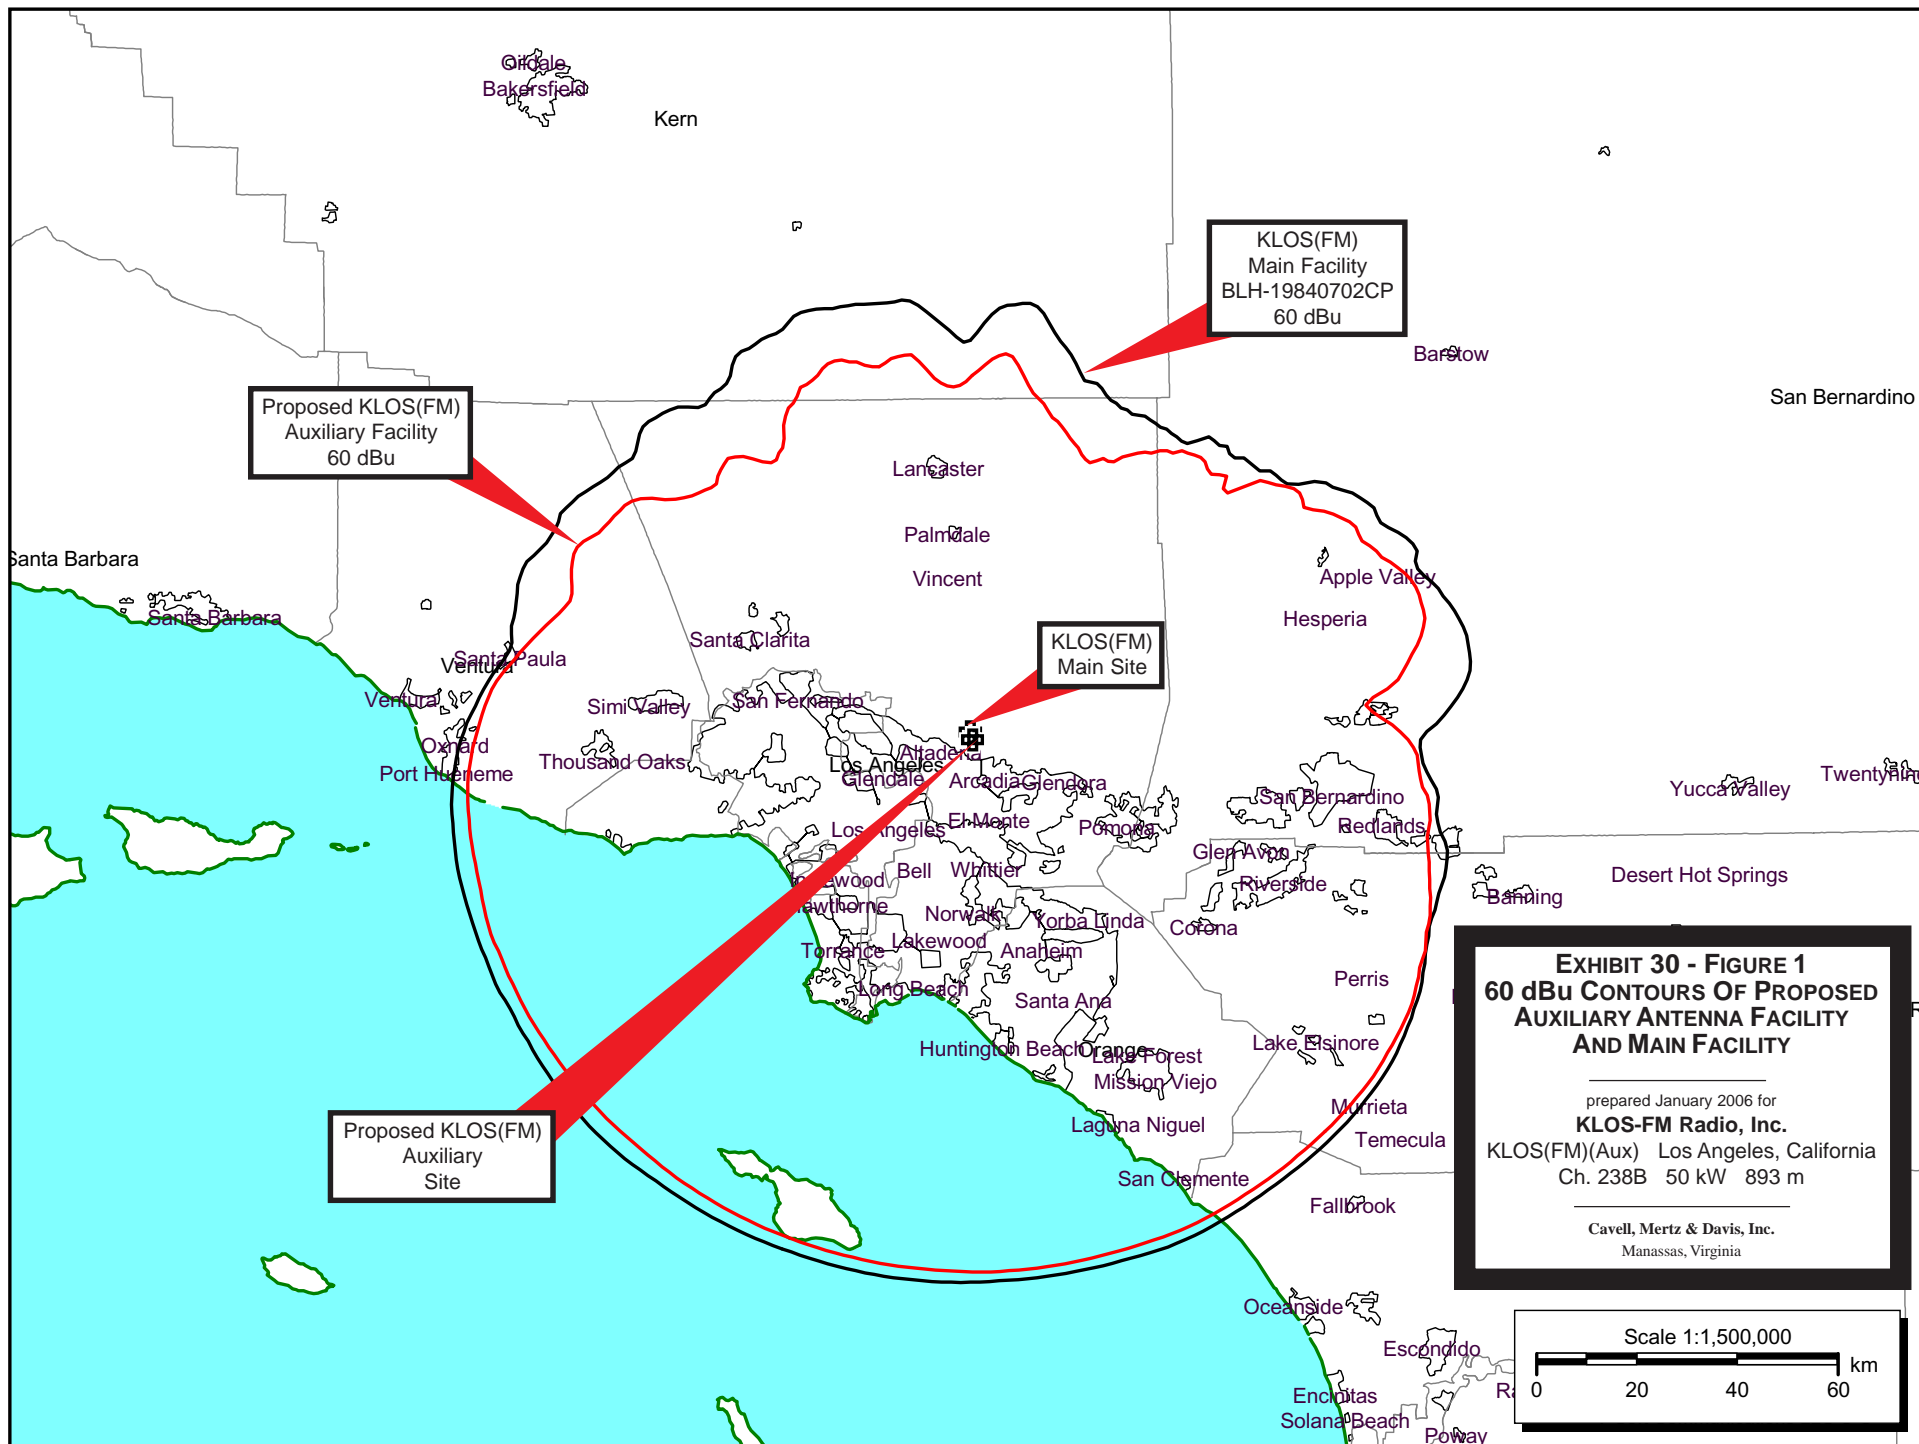 Oildale
Bakersfield
Kern
KLOS(FM)
Main Facility
BLH-19840702CP
60 dBu
Barstow
San Bernardino
Proposed KLOS(FM)
Auxiliary Facility
60 dBu
Lancaster
Palmdale
Vincent
Santa Barbara
Santa Barbara
Apple Valley
Hesperia
Santa Clarita
KLOS(FM)
Main Site
Santa Paula
Ventura
Ventura
Simi Valley
San Fernando
Oxnard
Port Hueneme
Thousand Oaks
Altadena
Los Angeles
Glendale
Arcadia
Glendora
San Bernardino
Yucca Valley
Los Angeles
El Monte
Pomona
Redlands
Glen Avon
Bell
Whittier
Riverside
Desert Hot Springs
Banning
Norwalk
Yorba Linda
Corona
Torrance
Lakewood
Anaheim
Perris
Long Beach
Santa Ana
Huntington Beach
Orange
Lake Forest
Mission Viejo
Lake Elsinore
Laguna Niguel
Murrieta
Temecula
San Clemente
Fallbrook
Proposed KLOS(FM)
Auxiliary
Site
EXHIBIT 30 - FIGURE 1
60 dBu CONTOURS OF PROPOSED
AUXILIARY ANTENNA FACILITY
AND MAIN FACILITY
prepared January 2006 for
KLOS-FM Radio, Inc.
KLOS(FM)(Aux) Los Angeles, California
Ch. 238B 50 kW 893 m
Cavell, Mertz & Davis, Inc.
Manassas, Virginia
Oceanside
Escondido
Encinitas
Solana Beach
Poway
Scale 1:1,500,000
km
0 20 40 60